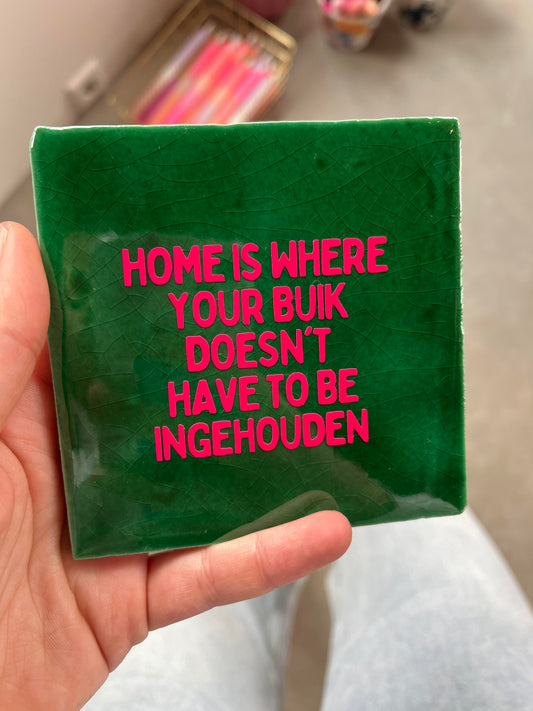 HOME IS WHERE
YOUR BUIK
DOESN'T
HAVE TO BE
INGEHOUDEN